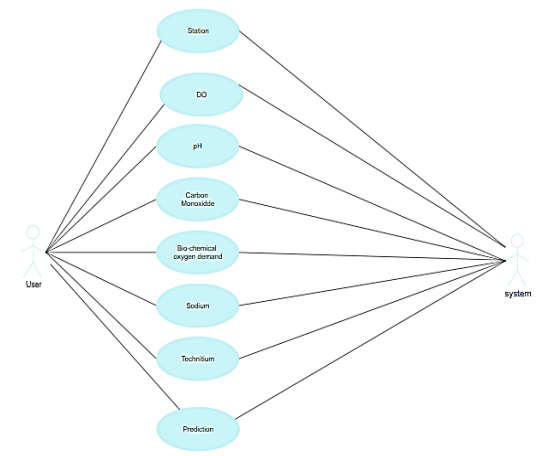 Station
DO
pH
Carbon
Monoxidde
Bio-chemical
oxygen demand
User
system
Sodium
Technitium
Prediction